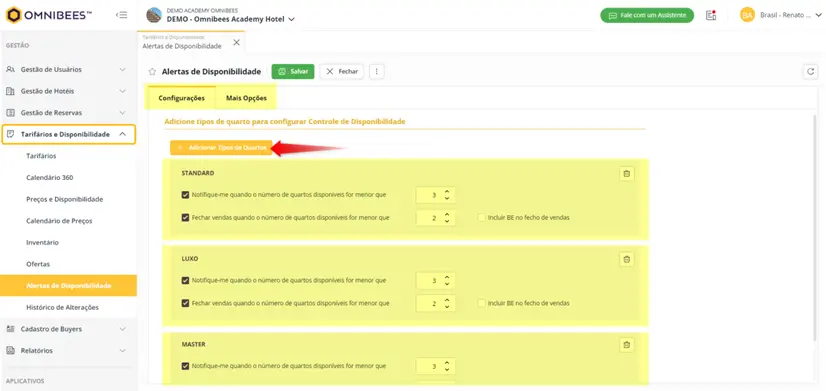 OMNIBEES™
DEMO ACADEMY OMNIBEES
DEMO - Omnibees Academy Hotel
Fale com um Assistente
BA
Brasil - Renato ...
GESTÃO
Gestão de Usuários
Gestão de Hotéis
Gestão de Reservas
Tarifários e Disponibilidade
Tarifários
Calendário 360
Preços e Disponibilidade
Calendário de Preços
Inventário
Ofertas
Alertas de Disponibilidade
Histórico de Alterações
Cadastro de Buyers
Relatórios
APLICATIVOS
Tarifários e Disponibilidade
Alertas de Disponibilidade
Alertas de Disponibilidade
Salvar
Fechar
Configurações
Mais Opções
Adicione tipos de quarto para configurar Controle de Disponibilidade
Adicionar Tipos de Quartos
STANDARD
Notifique-me quando o número de quartos disponíveis for menor que 3
Fechar vendas quando o número de quartos disponíveis for menor que 2 Incluir BE no fecho de vendas
LUXO
Notifique-me quando o número de quartos disponíveis for menor que 3
Fechar vendas quando o número de quartos disponíveis for menor que 2 Incluir BE no fecho de vendas
MASTER
Notifique-me quando o número de quartos disponíveis for menor que 3